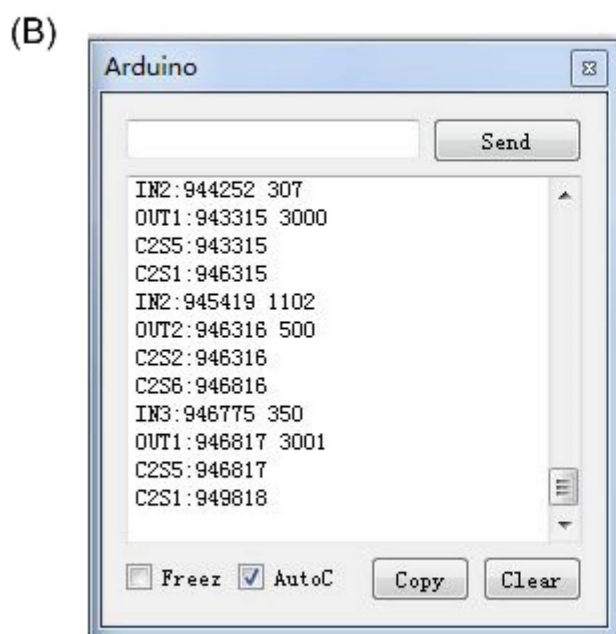 (B)
Arduino
Send
IN2:944252 307
OUT1:943315 3000
C2S5:943315
C2S1:946315
IN2:945419 1102
OUT2:946316 500
C2S2:946316
C2S6:946816
IN3:946775 350
OUT1:946817 3001
C2S5:946817
C2S1:949818
Freez AutoC Copy Clear